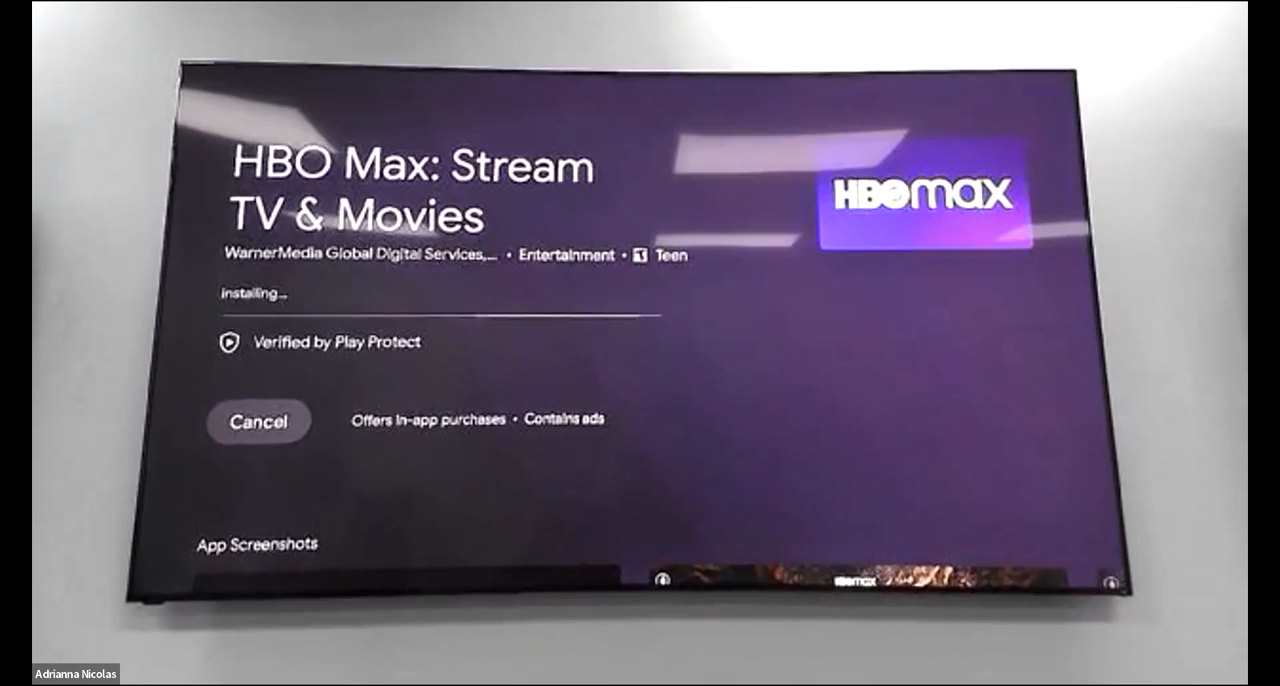 HBO Max: Stream
TV & Movies
HBOmax
WarnerMedia Global Digital Services,... • Entertainment • T Teen
Installing...
Verified by Play Protect
Cancel
Offers in-app purchases • Contains ads
App Screenshots
HBOmax
Adrianna Nicolas